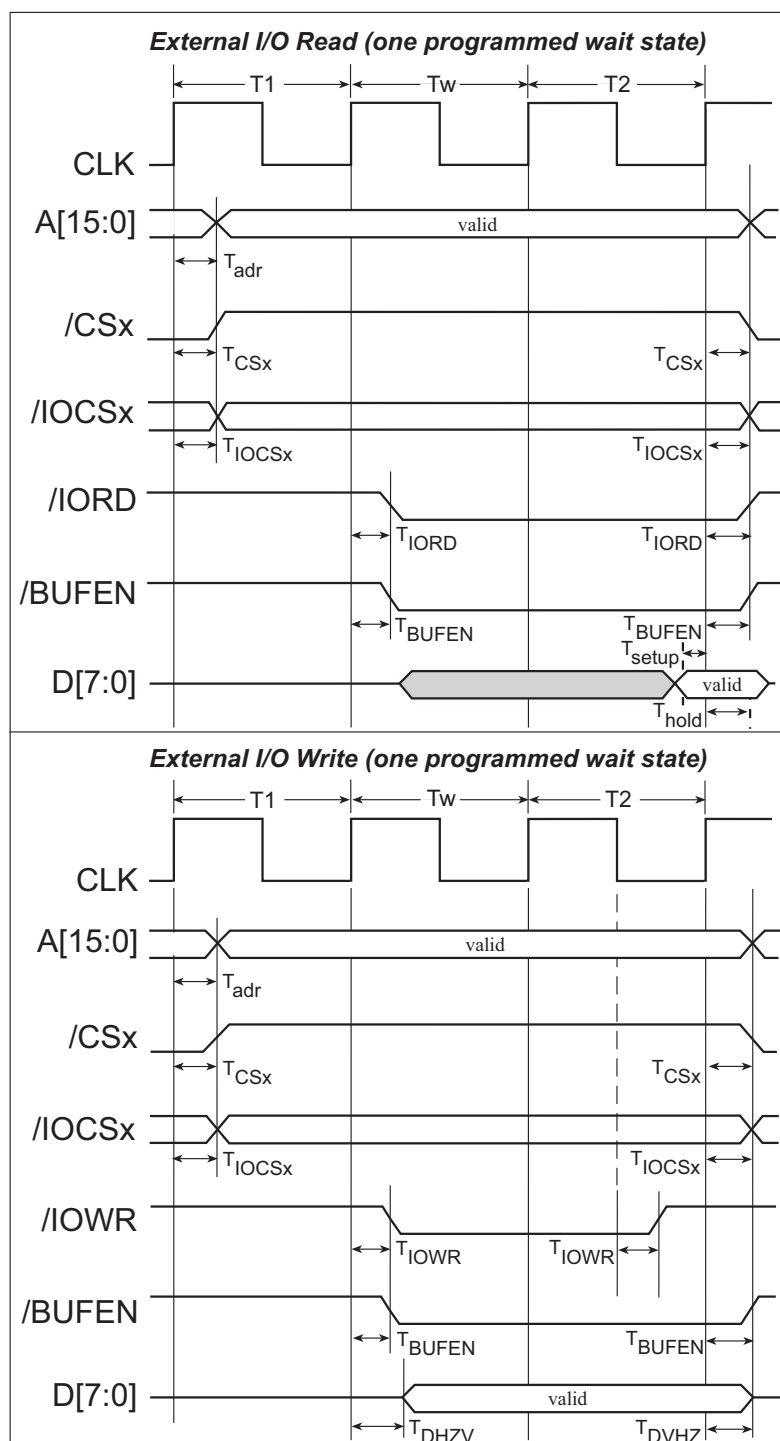 External I/O Read (one programmed wait state)
T1 Tw T2
CLK
A[15:0] valid
Tadr
/CSx
TCSx TCSx
/IOCSx
TIOCSx TIOCSx
/IORD
TIORD TIORD
/BUFEN
TBUFEN TBUFEN
Tsetup
D[7:0] valid
Thold
External I/O Write (one programmed wait state)
T1 Tw T2
CLK
A[15:0] valid
Tadr
/CSx
TCSx TCSx
/IOCSx
TIOCSx TIOCSx
/IOWR
TIOWR TIOWR
/BUFEN
TBUFEN TBUFEN
D[7:0] valid
TDHZV TDVHZ